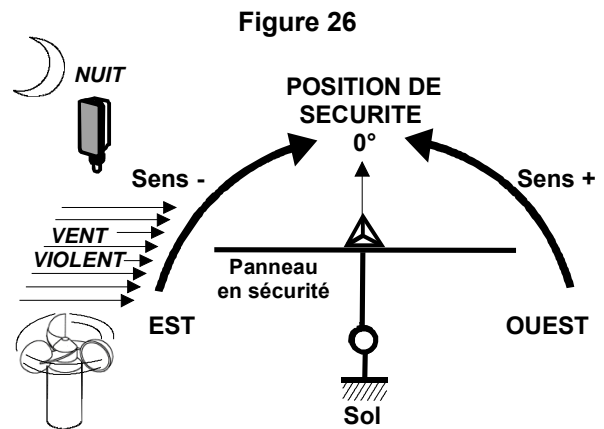 Figure 26
NUIT
POSITION DE
SECURITE
0°
Sens -
Sens +
VENT
VIOLENT
Panneau
en sécurité
EST
OUEST
Sol